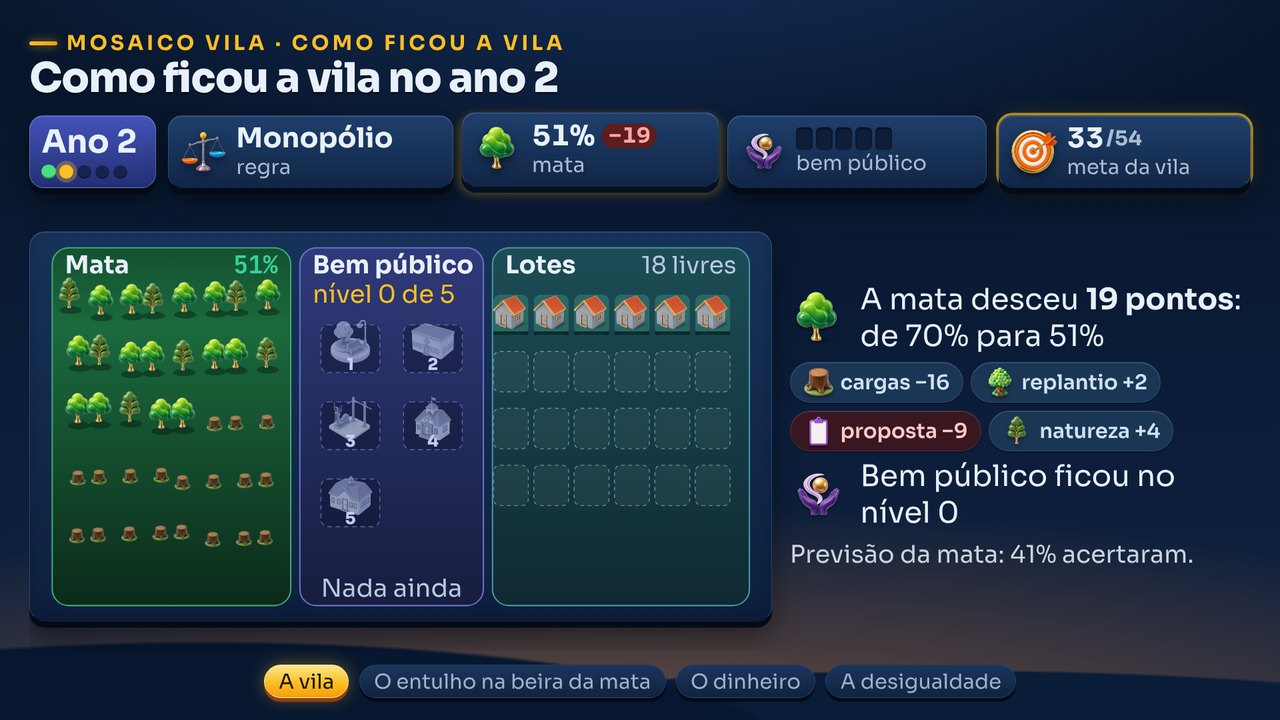 MOSAICO VILA · COMO FICOU A VILA
Como ficou a vila no ano 2
Ano 2
Monopólio
regra
51% −19
mata
bem público
33/54
meta da vila
Mata 51%
Bem público
nível 0 de 5
1
2
3
4
5
Nada ainda
Lotes 18 livres
A mata desceu 19 pontos:
de 70% para 51%
cargas −16
replantio +2
proposta −9
natureza +4
Bem público ficou no
nível 0
Previsão da mata: 41% acertaram.
A vila
O entulho na beira da mata
O dinheiro
A desigualdade